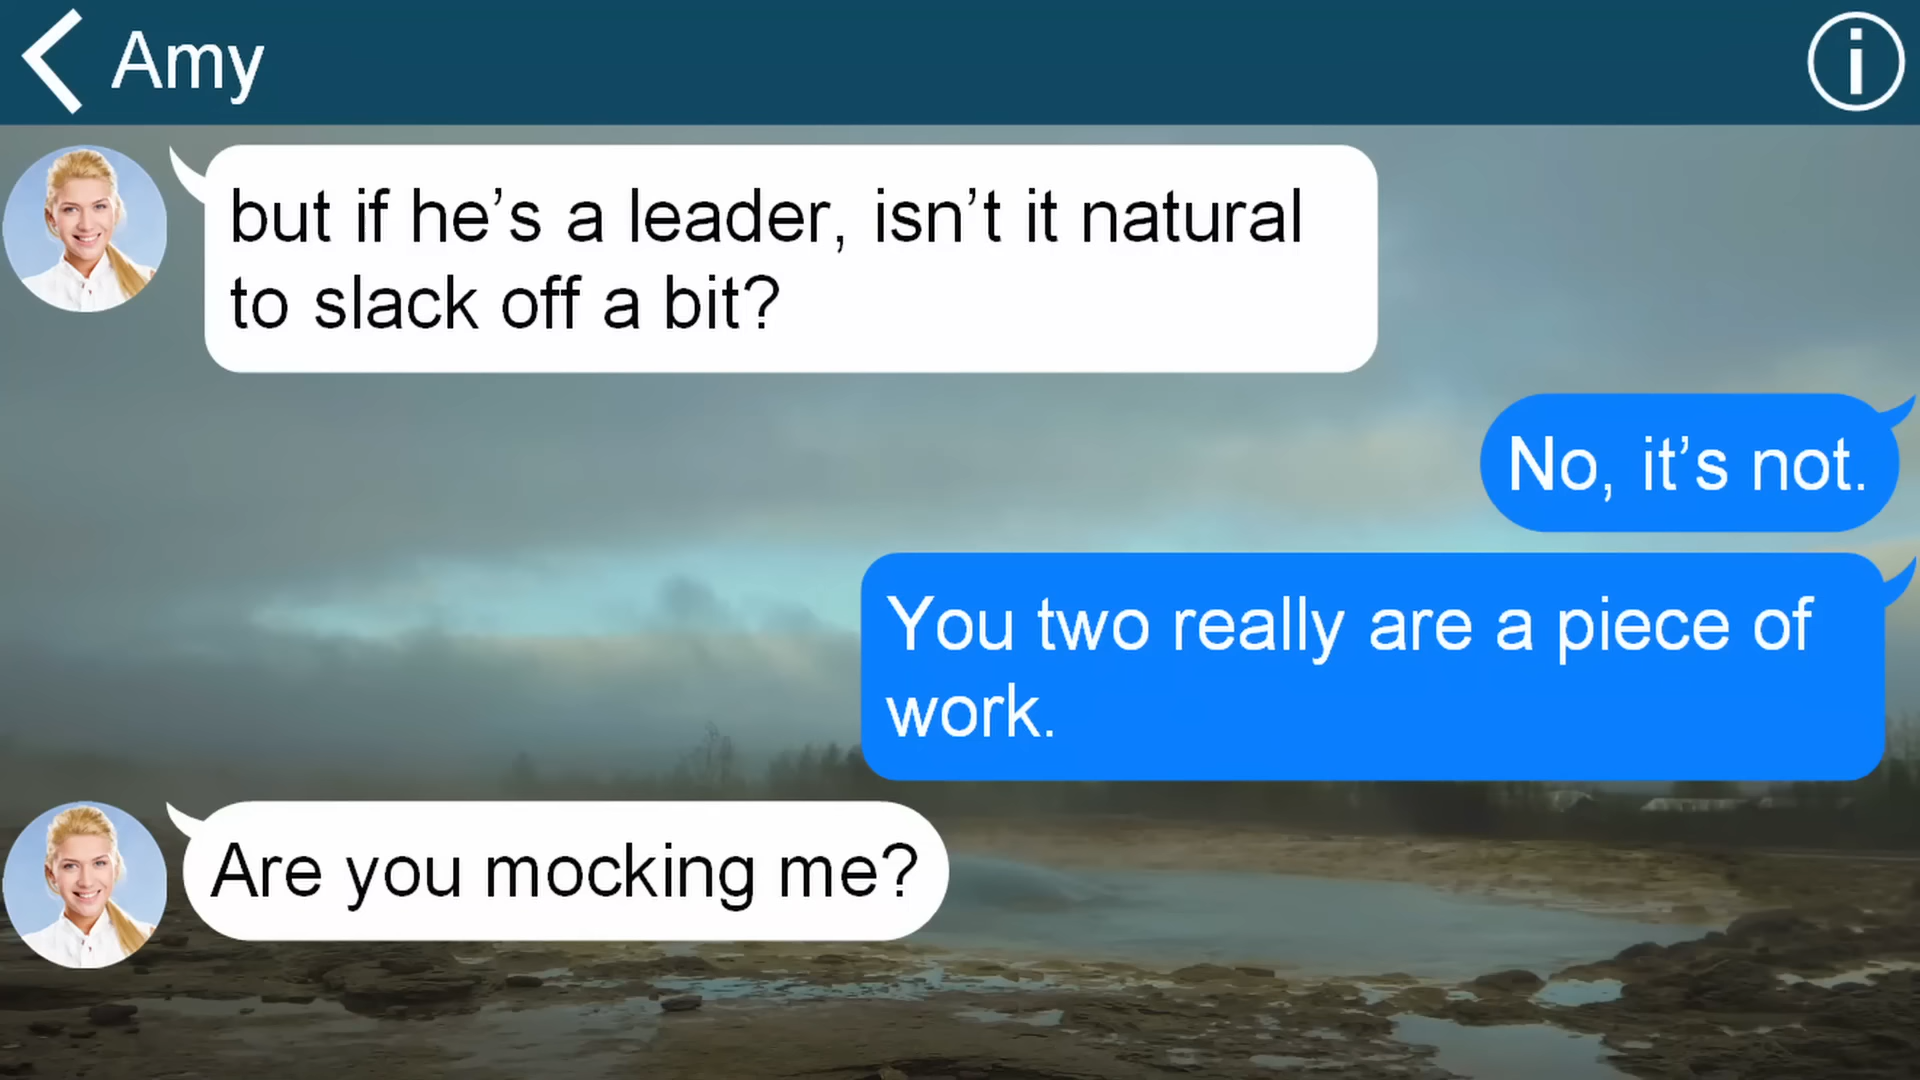 Amy
but if he’s a leader, isn’t it natural
to slack off a bit?
No, it’s not.
You two really are a piece of
work.
Are you mocking me?